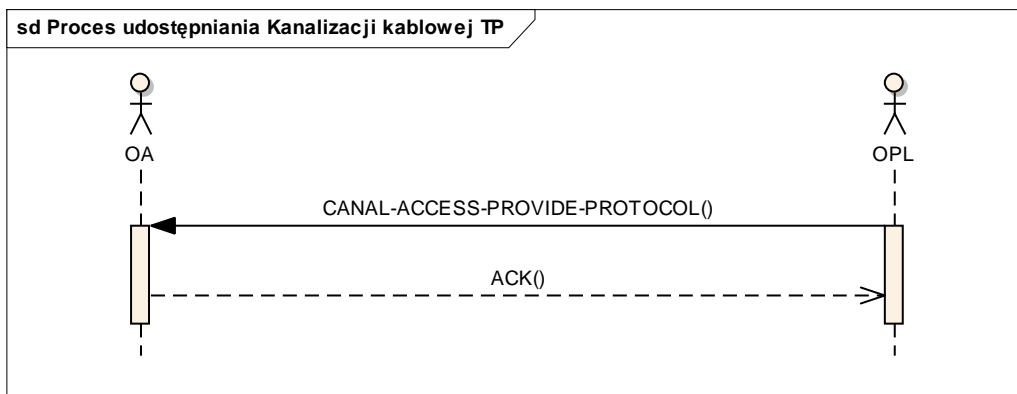 sd Proces udostępniania Kanalizacji kablowej TP
OA
OPL
CANAL-ACCESS-PROVIDE-PROTOCOL()
ACK()